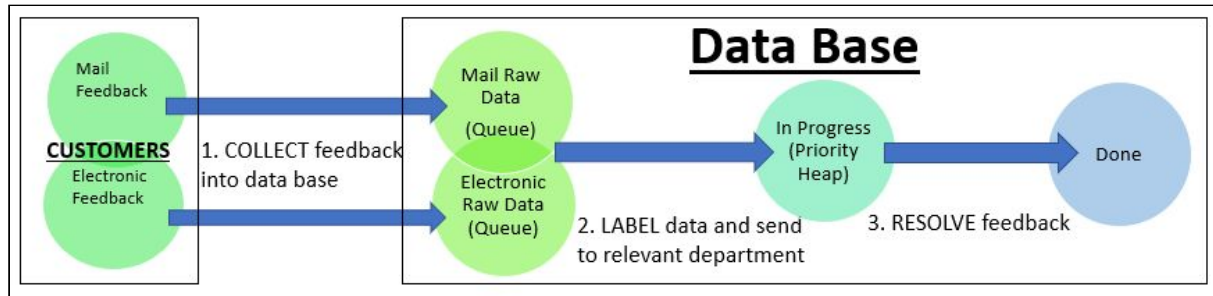 Data Base
Mail
Feedback
CUSTOMERS
Electronic
Feedback
1. COLLECT feedback
into data base
Mail Raw
Data
(Queue)
Electronic
Raw Data
(Queue)
2. LABEL data and send
to relevant department
In Progress
(Priority
Heap)
3. RESOLVE feedback
Done